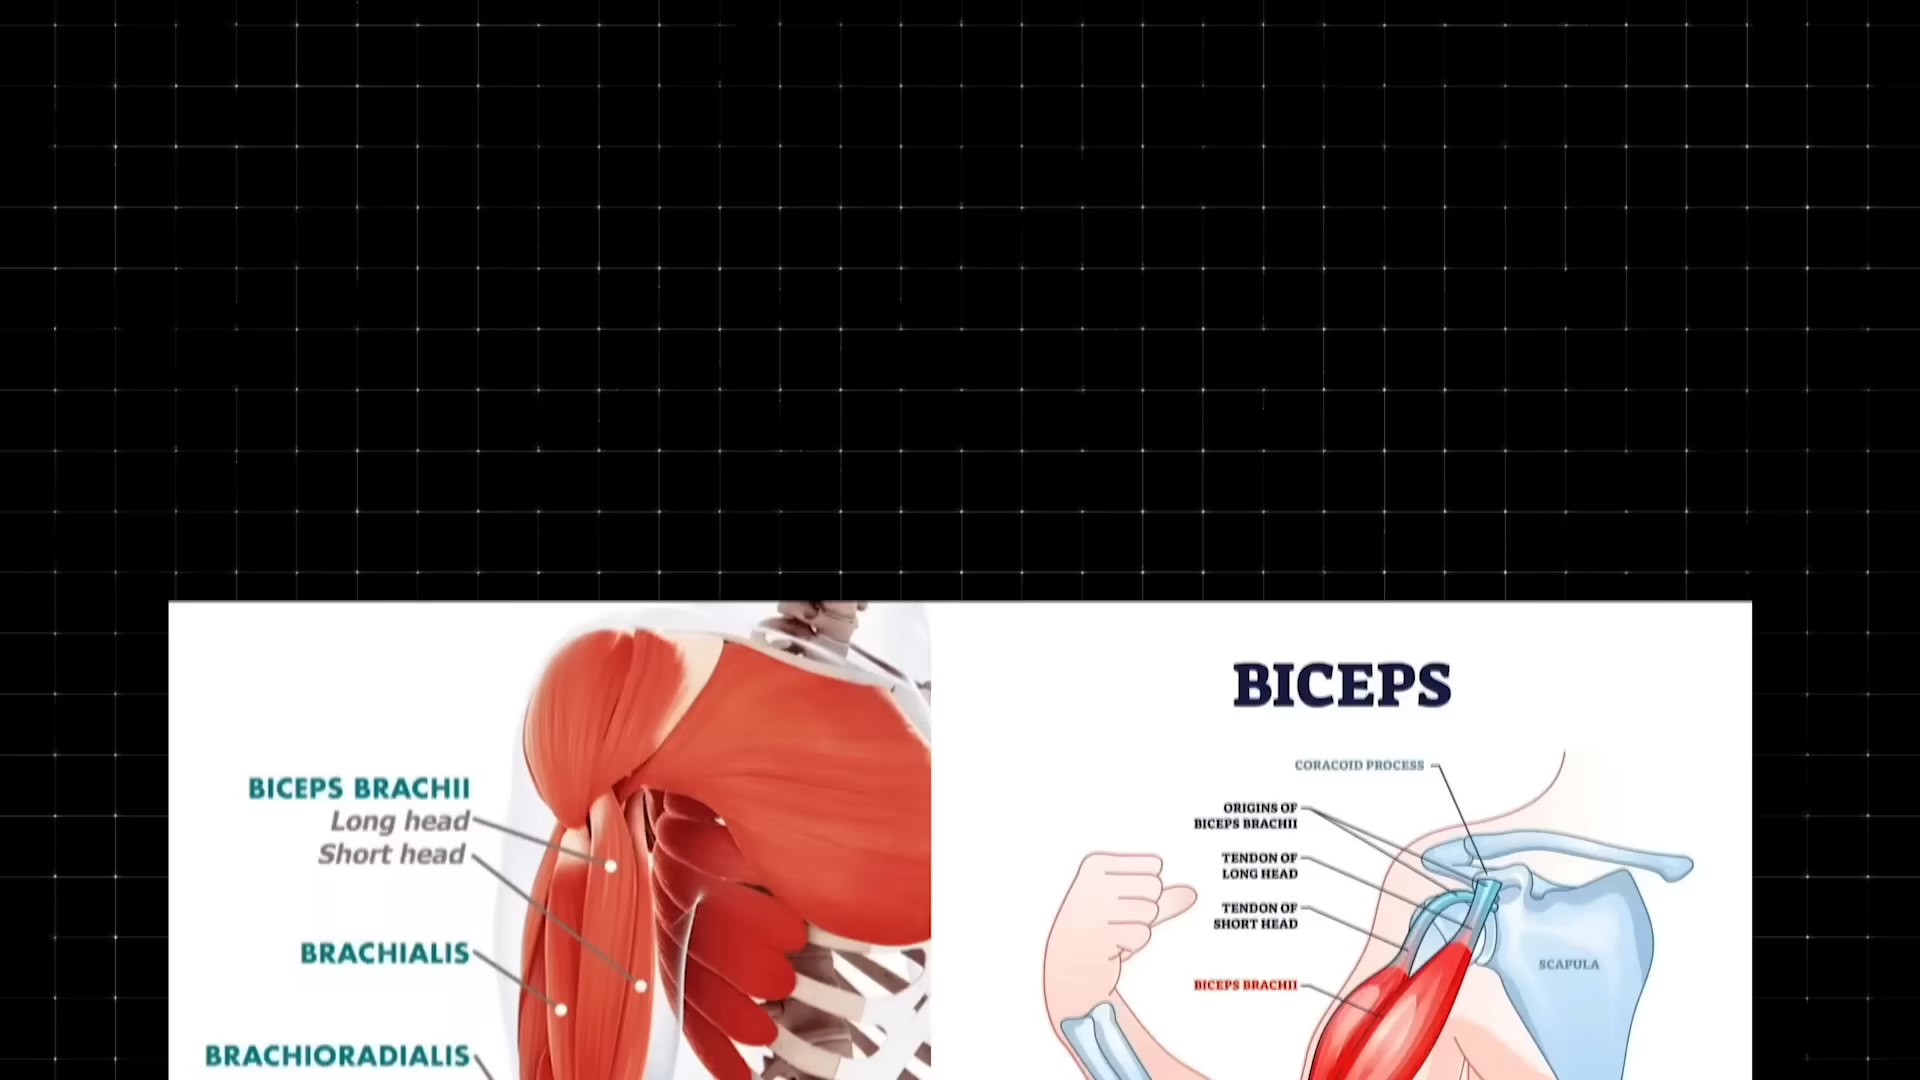 BICEPS BRACHII
Long head
Short head
BRACHIALIS
BRACHIORADIALIS
BICEPS
CORACOID PROCESS
ORIGINS OF
BICEPS BRACHII
TENDON OF
LONG HEAD
TENDON OF
SHORT HEAD
BICEPS BRACHII
SCAPULA